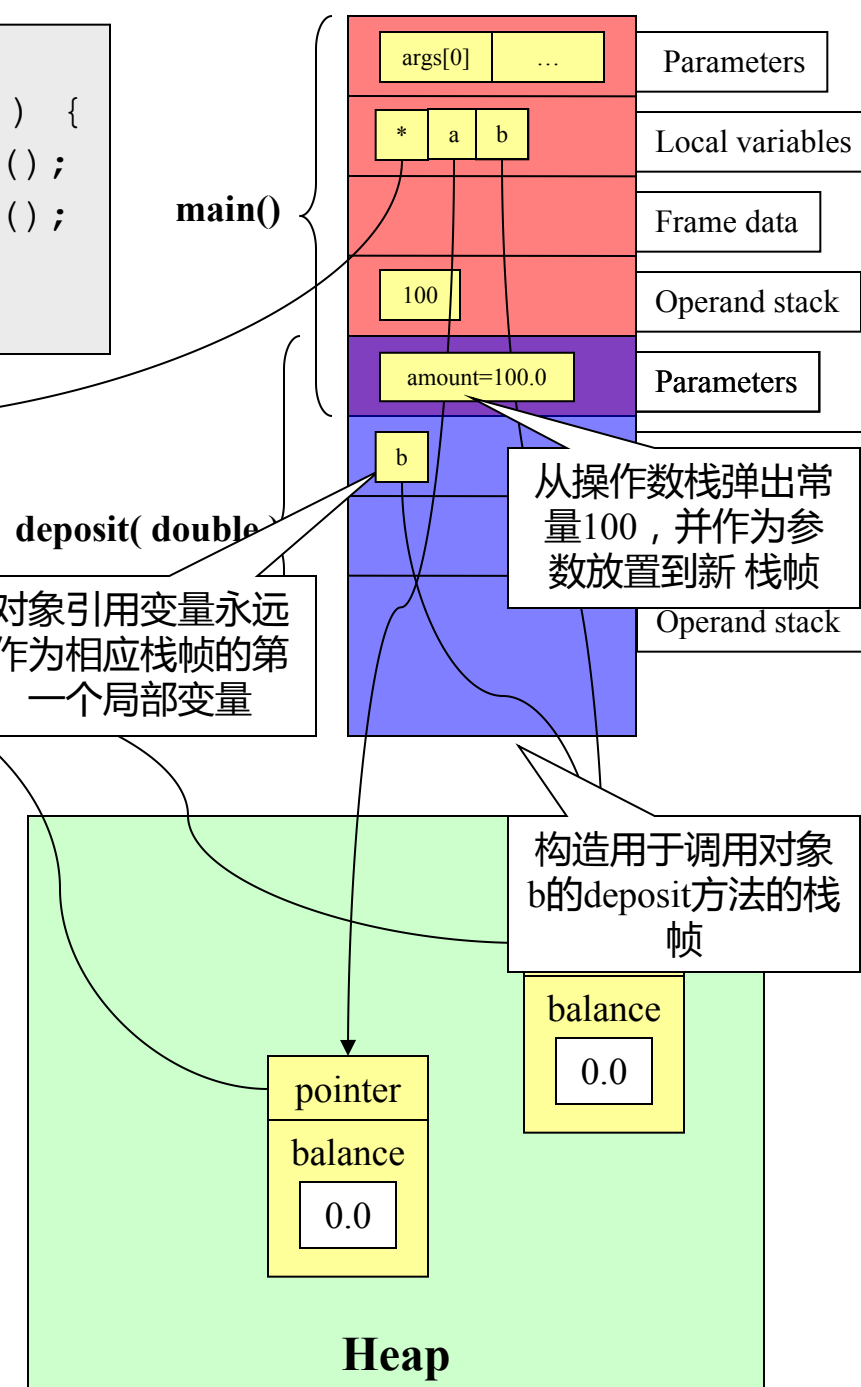 ) {
();
();
main()
args[0]
…
Parameters
*
a
b
Local variables
Frame data
100
Operand stack
amount=100.0
Parameters
b
deposit( double
从操作数栈弹出常
量100，并作为参
数放置到新 栈帧
对象引用变量永远
作为相应栈帧的第
一个局部变量
Operand stack
构造用于调用对象
b的deposit方法的栈
帧
balance
0.0
pointer
balance
0.0
Heap